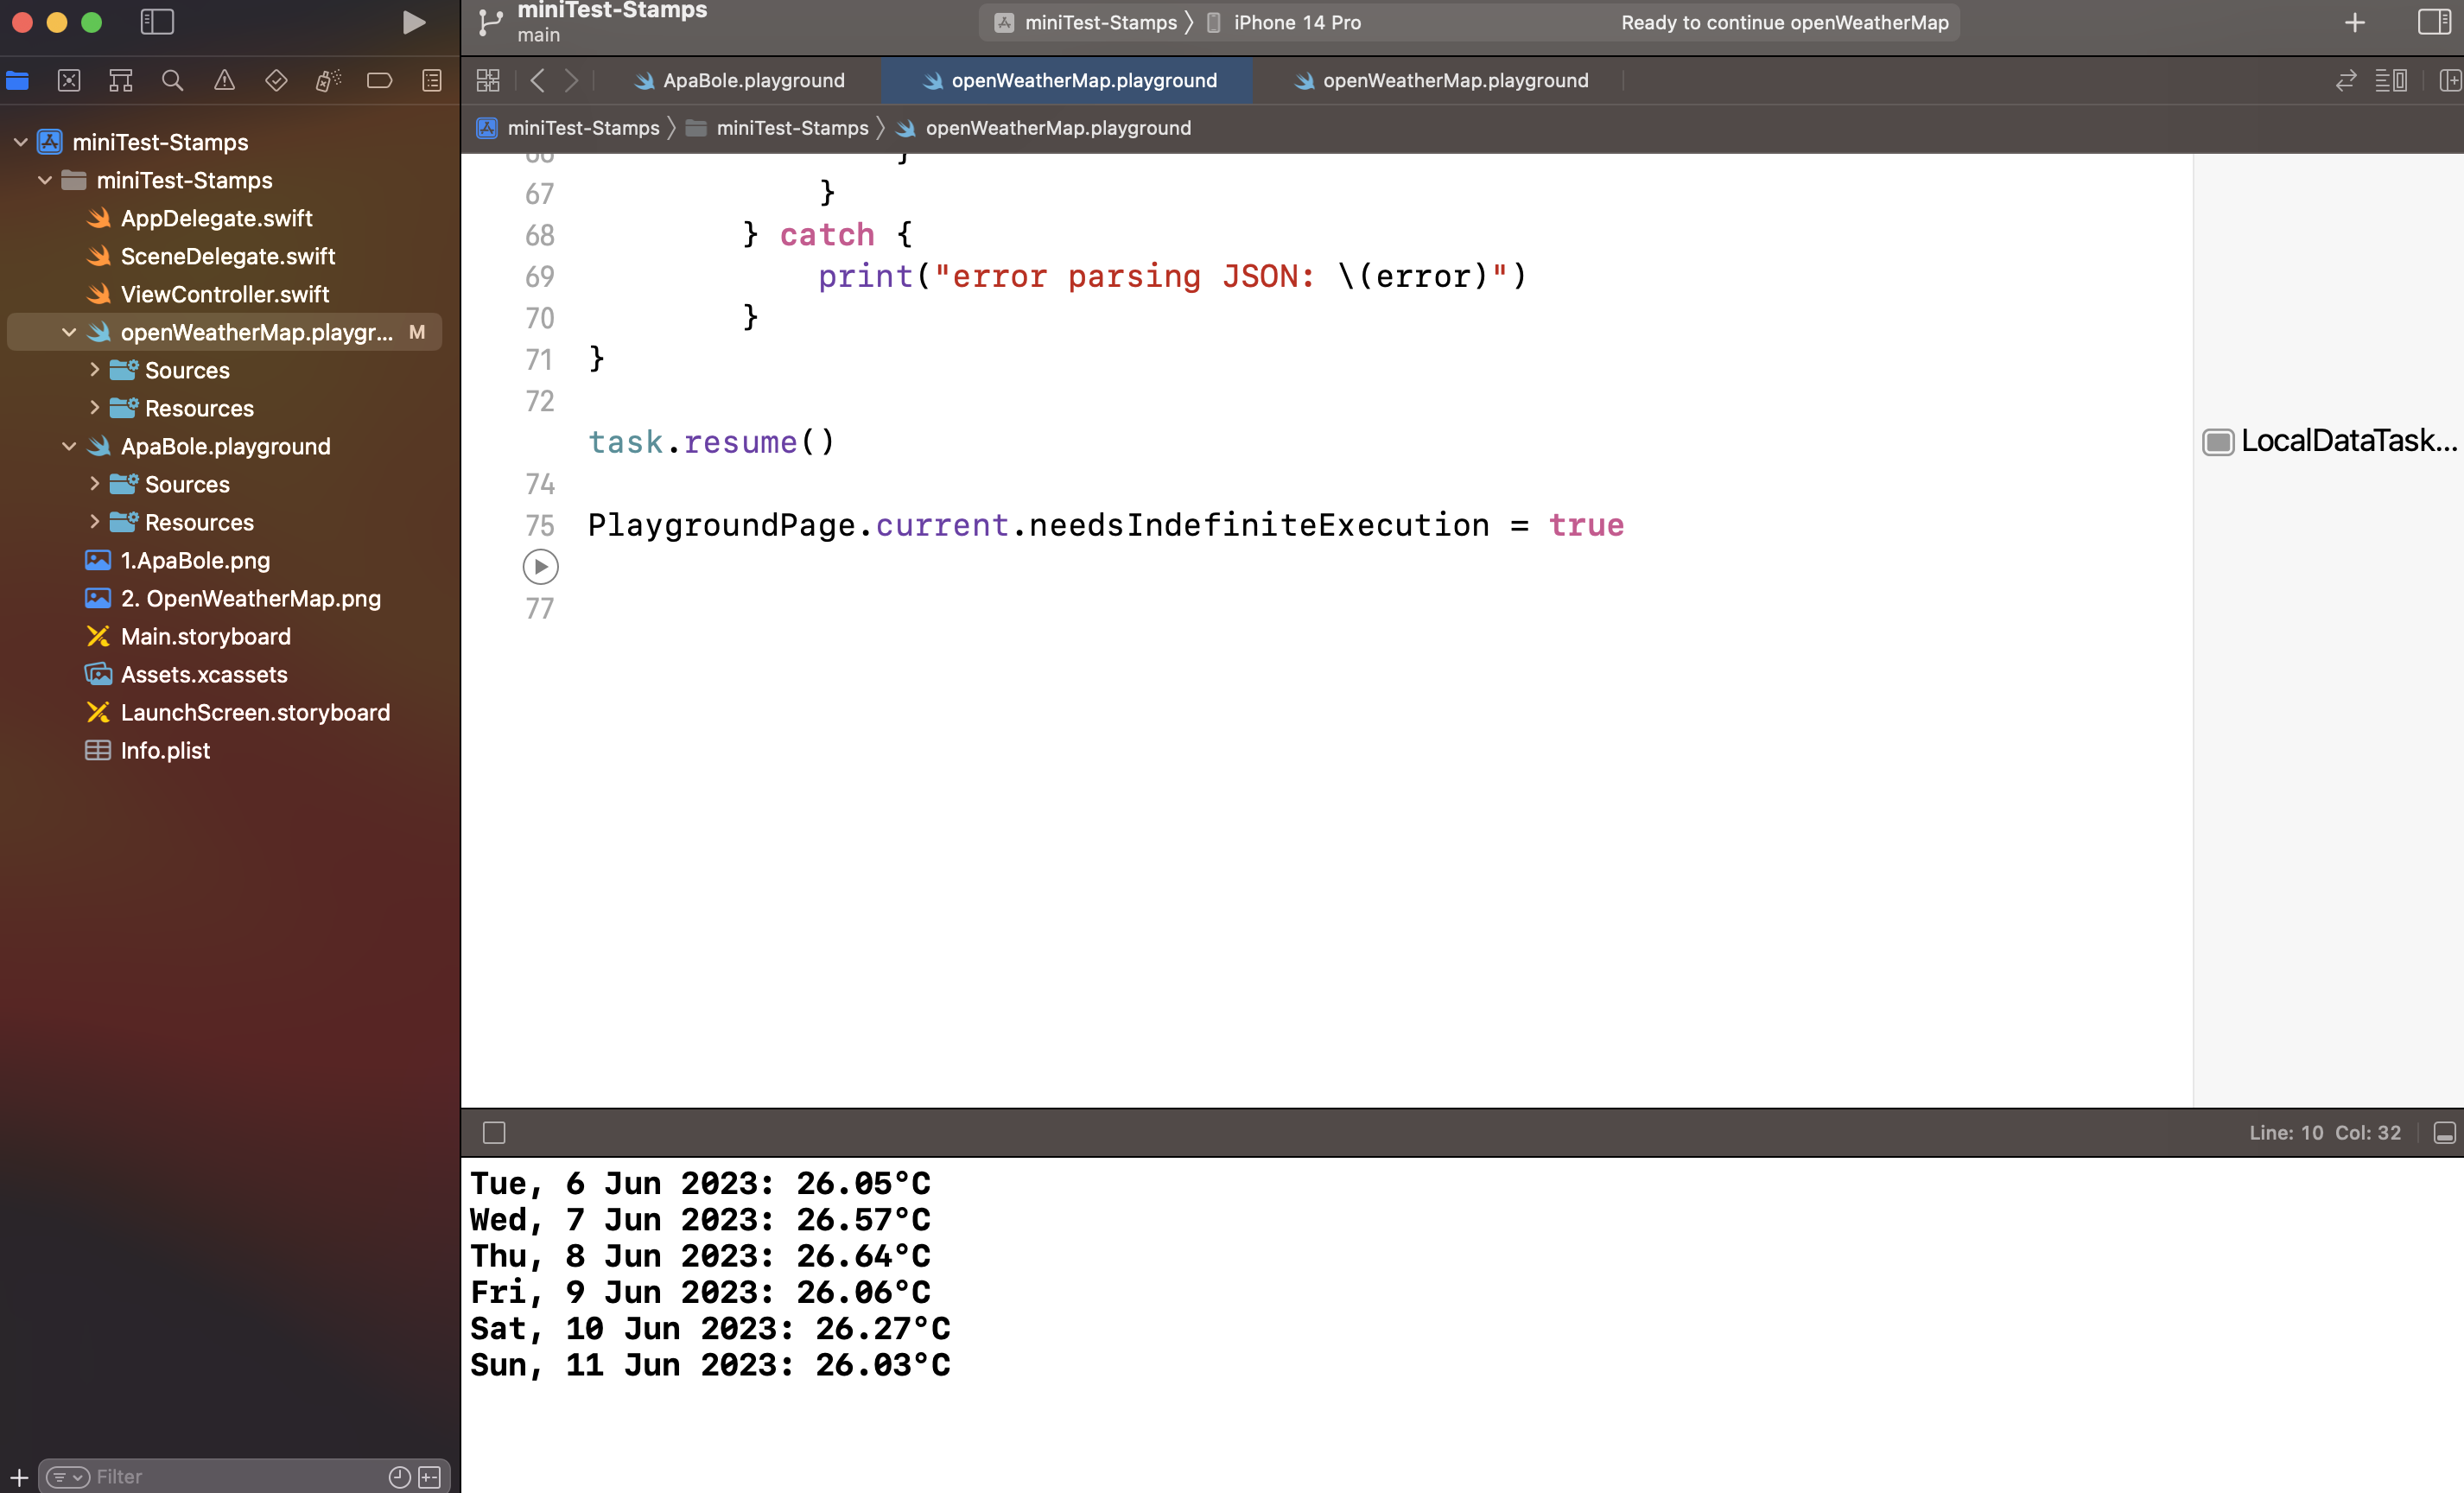 miniTest-Stamps
main
miniTest-Stamps
iPhone 14 Pro
Ready to continue openWeatherMap
ApaBole.playground
openWeatherMap.playground
openWeatherMap.playground
miniTest-Stamps
miniTest-Stamps
openWeatherMap.playground
miniTest-Stamps
miniTest-Stamps
AppDelegate.swift
SceneDelegate.swift
ViewController.swift
openWeatherMap.playgr... M
Sources
Resources
ApaBole.playground
Sources
Resources
1.ApaBole.png
2. OpenWeatherMap.png
Main.storyboard
Assets.xcassets
LaunchScreen.storyboard
Info.plist
Filter
66 }
67 }
68 } catch {
69 print("error parsing JSON: \(error)")
70 }
71 }
72
task.resume()
LocalDataTask...
74
75 PlaygroundPage.current.needsIndefiniteExecution = true
77
Line: 10 Col: 32
Tue, 6 Jun 2023: 26.05°C
Wed, 7 Jun 2023: 26.57°C
Thu, 8 Jun 2023: 26.64°C
Fri, 9 Jun 2023: 26.06°C
Sat, 10 Jun 2023: 26.27°C
Sun, 11 Jun 2023: 26.03°C